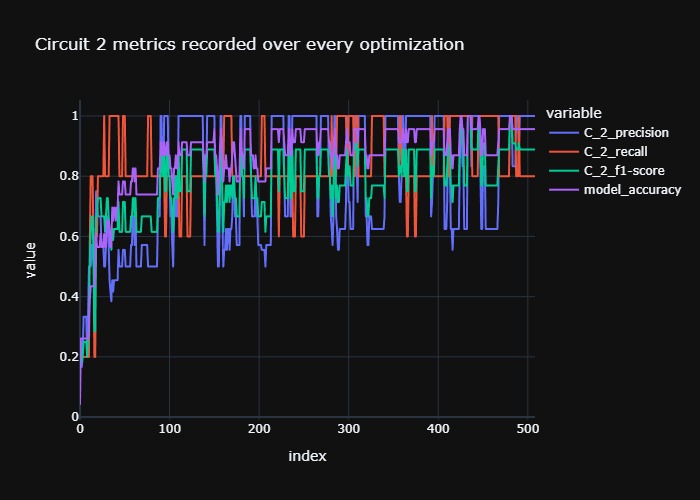 Circuit 2 metrics recorded over every optimization
variable
C_2_precision
C_2_recall
C_2_f1-score
model_accuracy
value
1
0.8
0.6
0.4
0.2
0
0 100 200 300 400 500
index